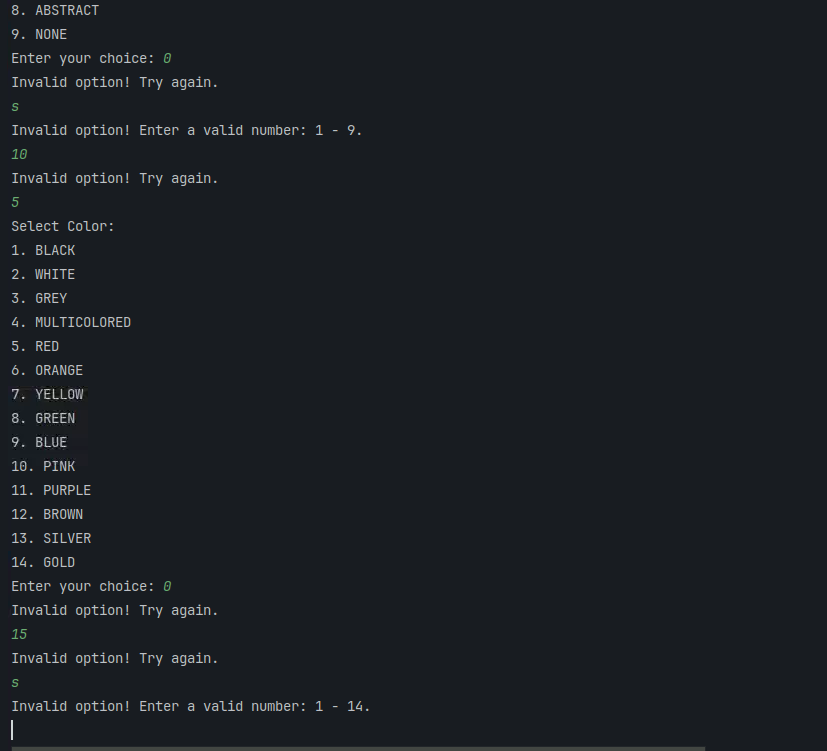 8. ABSTRACT
9. NONE
Enter your choice: 0
Invalid option! Try again.
s
Invalid option! Enter a valid number: 1 - 9.
10
Invalid option! Try again.
5
Select Color:
1. BLACK
2. WHITE
3. GREY
4. MULTICOLORED
5. RED
6. ORANGE
7. YELLOW
8. GREEN
9. BLUE
10. PINK
11. PURPLE
12. BROWN
13. SILVER
14. GOLD
Enter your choice: 0
Invalid option! Try again.
15
Invalid option! Try again.
s
Invalid option! Enter a valid number: 1 - 14.